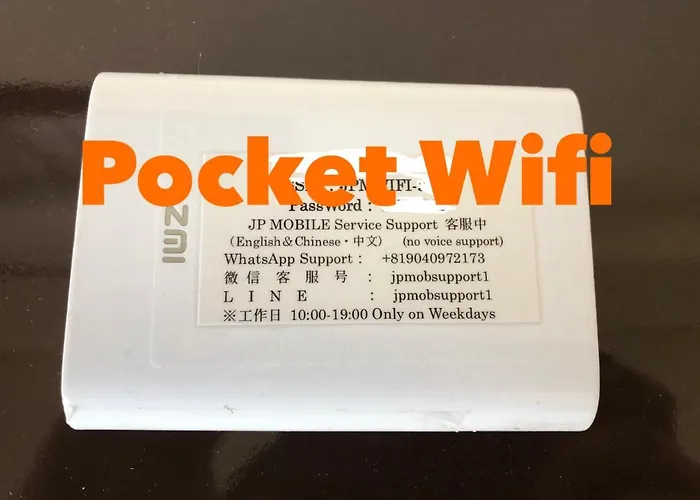 Pocket Wifi
ZMI
PassWord :
JP MOBILE Service Support 客服中
(English＆Chinese・中文) (no voice support)
WhatsApp Support : +819040972173
微 信 客 服 号 : jpmobsupport1
L I N E : jpmobsupport1
※工作日 10:00-19:00 Only on Weekdays